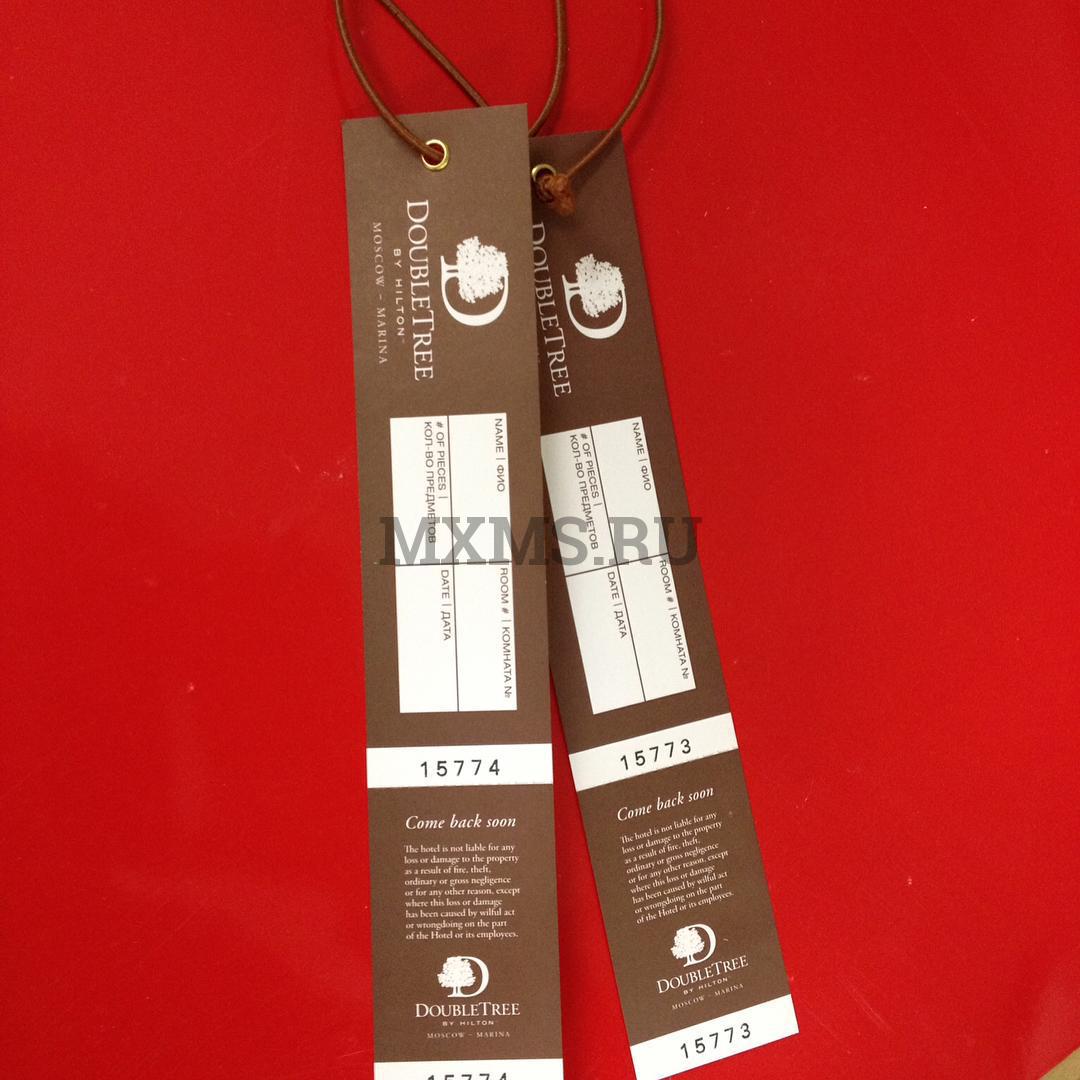 DOUBLETREE
BY HILTON™
MOSCOW – MARINA
NAME | ФИО
ROOM # | КОМНАТА №
# OF PIECES |
КОЛ-ВО ПРЕДМЕТОВ
DATE | ДАТА
15774
Come back soon
The hotel is not liable for any
loss or damage to the property
as a result of fire, theft,
ordinary or gross negligence
or for any other reason, except
where this loss or damage
has been caused by wilful act
or wrongdoing on the part
of the Hotel or its employees.
DOUBLETREE
BY HILTON
MOSCOW – MARINA
15774
DOUBLETREE
NAME | ФИО
ROOM # | КОМНАТА №
# OF PIECES |
КОЛ-ВО ПРЕДМЕТОВ
DATE | ДАТА
15773
Come back soon
The hotel is not liable for any
loss or damage to the property
as a result of fire, theft,
ordinary or gross negligence
or for any other reason, except
where this loss or damage
has been caused by wilful act
or wrongdoing on the part
of the Hotel or its employees.
DOUBLETREE
BY HILTON
MOSCOW – MARINA
15773
MXMS.RU